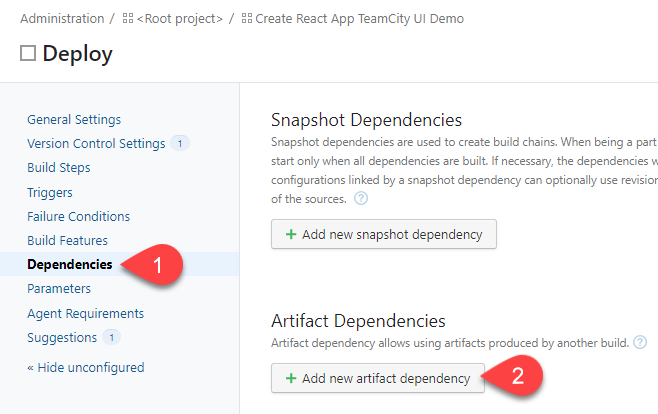 Administration / <Root project> / Create React App TeamCity UI Demo
Deploy
General Settings
Version Control Settings 1
Build Steps
Triggers
Failure Conditions
Build Features
Dependencies
1
Parameters
Agent Requirements
Suggestions 1
« Hide unconfigured
Snapshot Dependencies
Snapshot dependencies are used to create build chains. When being a part
start only when all dependencies are built. If necessary, the dependencies w
configurations linked by a snapshot dependency can optionally use revision
of the sources. ?
+ Add new snapshot dependency
Artifact Dependencies
Artifact dependency allows using artifacts produced by another build. ?
+ Add new artifact dependency
2